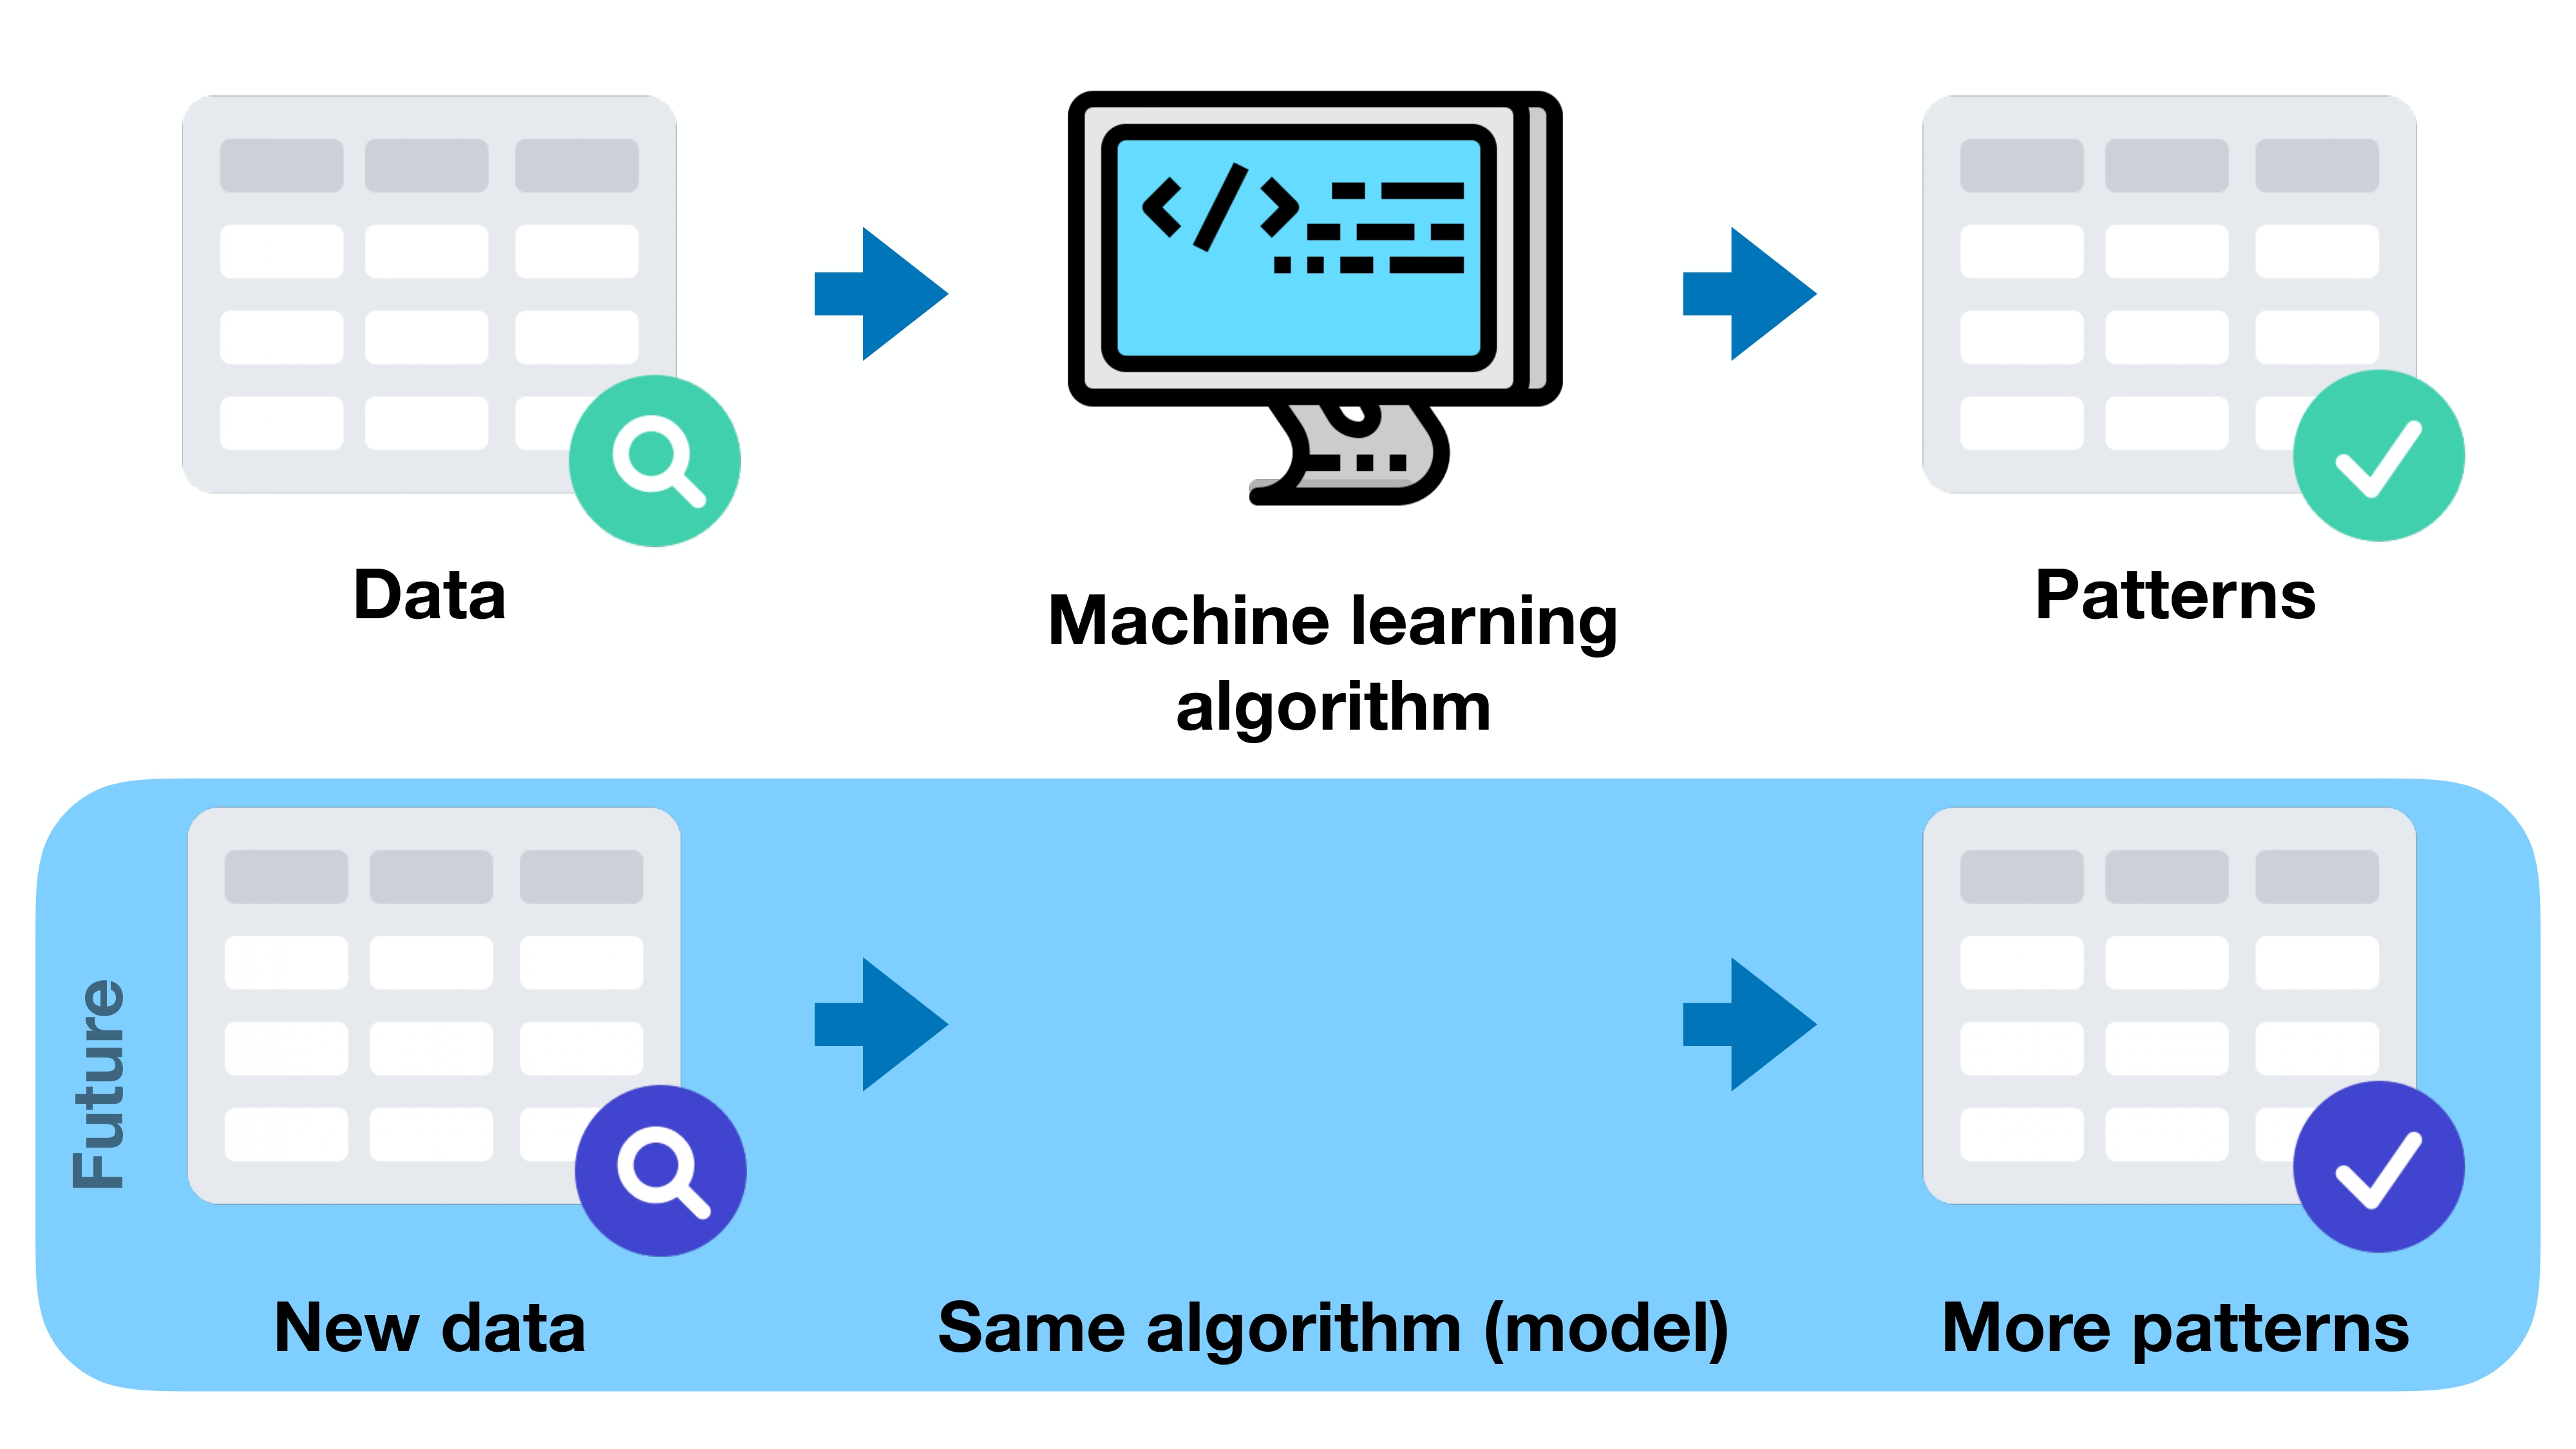 Data
Machine learning
algorithm
Patterns
Future
New data
Same algorithm (model)
More patterns